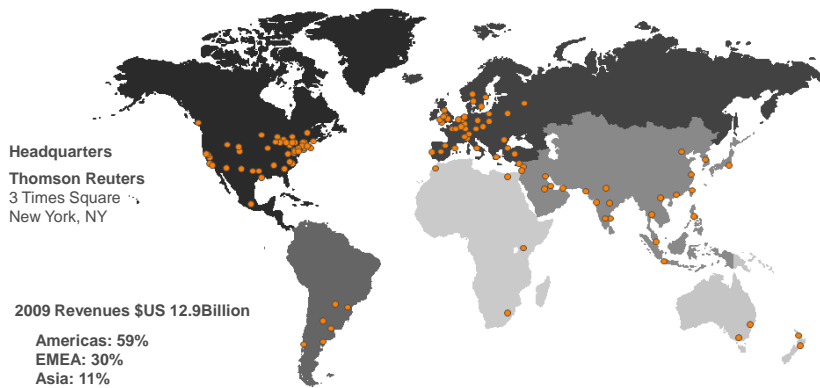 Headquarters
Thomson Reuters
3 Times Square
New York, NY
2009 Revenues $US 12.9Billion
Americas: 59%
EMEA: 30%
Asia: 11%